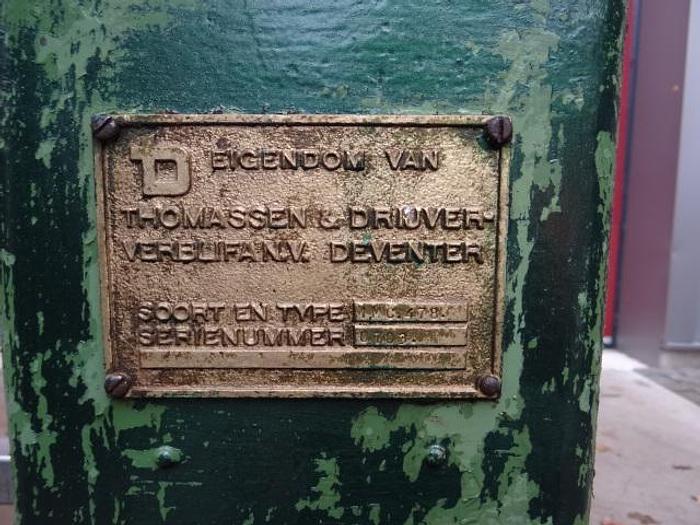 TD EIGENDOM VAN
THOMASSEN & DRIJVER-
VERBLIFA N.V. DEVENTER
SOORT EN TYPE
SERIENUMMER